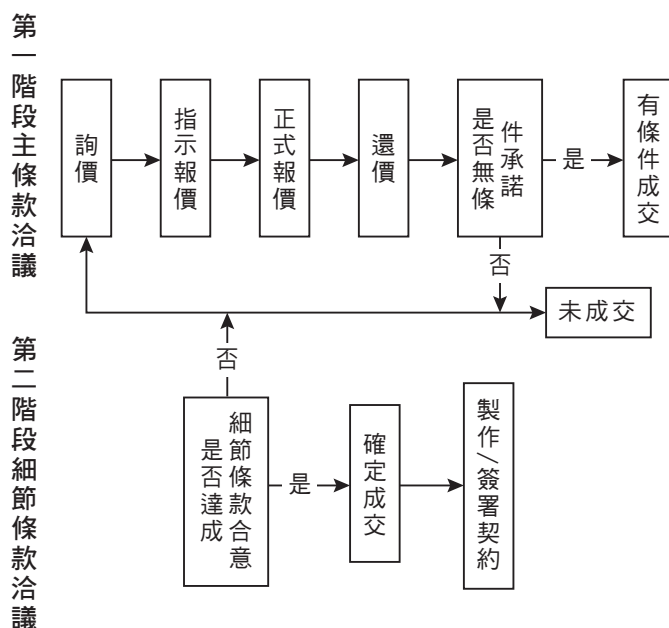 第一階段主條款洽議
詢價
指示報價
正式報價
還價
是否無條
件承諾
是
有條件成交
否
未成交
第二階段細節條款洽議
否
細節條款合意
是否達成
是
確定成交
製作/簽署契約